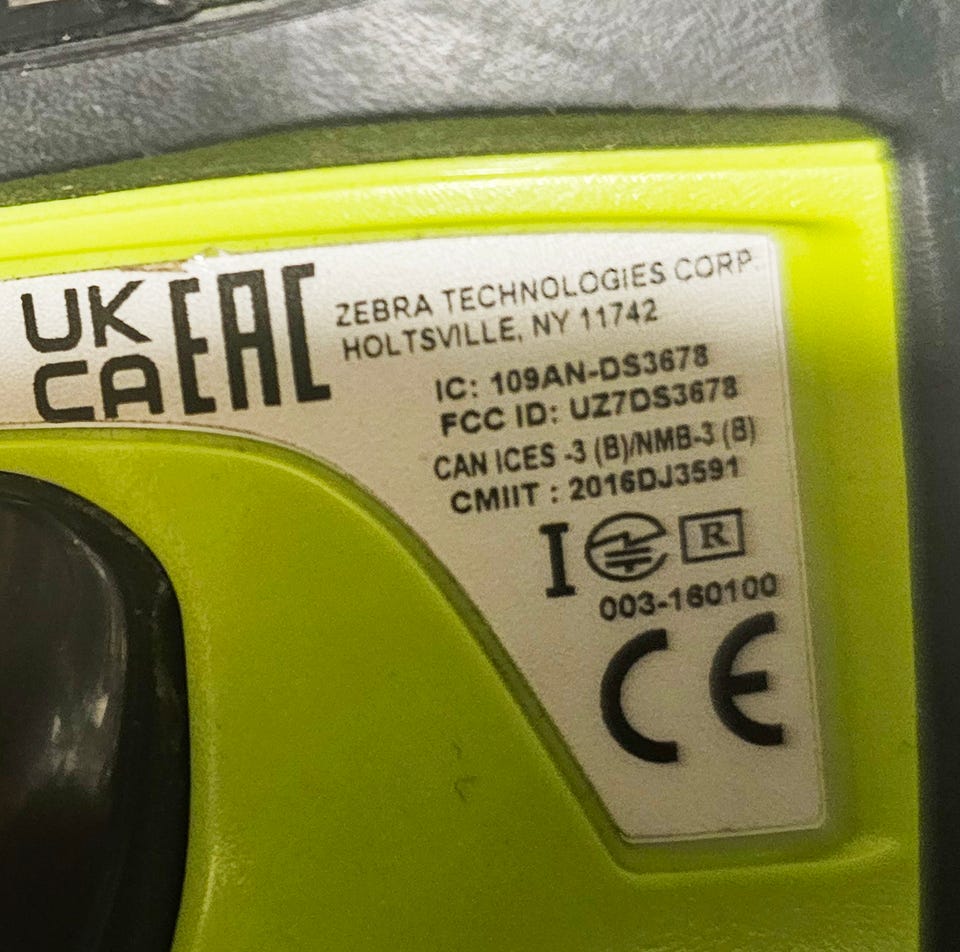 UK
CA
EAC
ZEBRA TECHNOLOGIES CORP.
HOLTSVILLE, NY 11742
IC: 109AN-DS3678
FCC ID: UZ7DS3678
CAN ICES -3 (B)/NMB-3 (B)
CMIIT : 2016DJ3591
I R
003-160100
CE